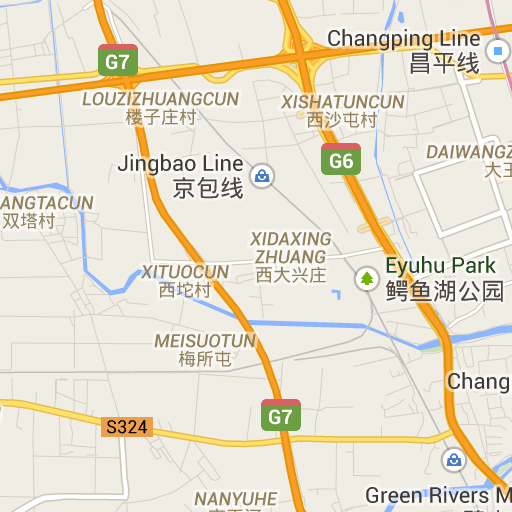 Changping Line
昌平线
G7
LOUZIZHUANGCUN
楼子庄村
XISHATUNCUN
西沙屯村
G6
DAIWANGZ
大王
Jingbao Line
京包线
ANGTACUN
双塔村
XIDAXING
ZHUANG
西大兴庄
XITUOCUN
西坨村
Eyuhu Park
鳄鱼湖公园
MEISUOTUN
梅所屯
Chang
G7
S324
NANYUHE
Green Rivers M